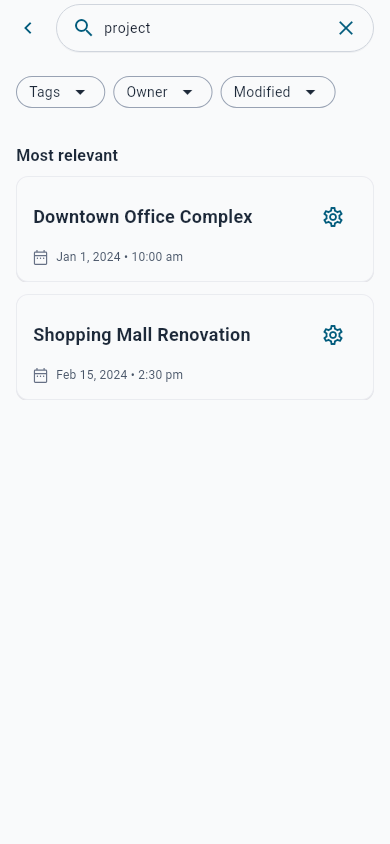 project
Tags Owner Modified
Most relevant
Downtown Office Complex
Jan 1, 2024 • 10:00 am
Shopping Mall Renovation
Feb 15, 2024 • 2:30 pm